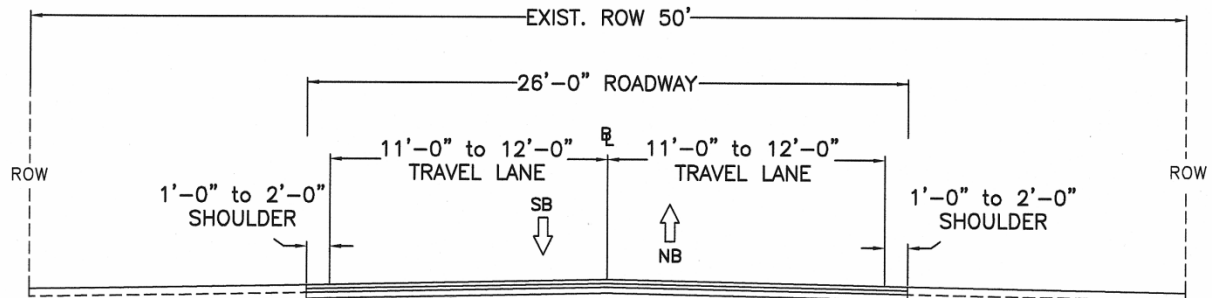 EXIST. ROW 50'
26'-0" ROADWAY
℄
11'-0" to 12'-0"
TRAVEL LANE
11'-0" to 12'-0"
TRAVEL LANE
ROW
ROW
1'-0" to 2'-0"
SHOULDER
1'-0" to 2'-0"
SHOULDER
SB
NB